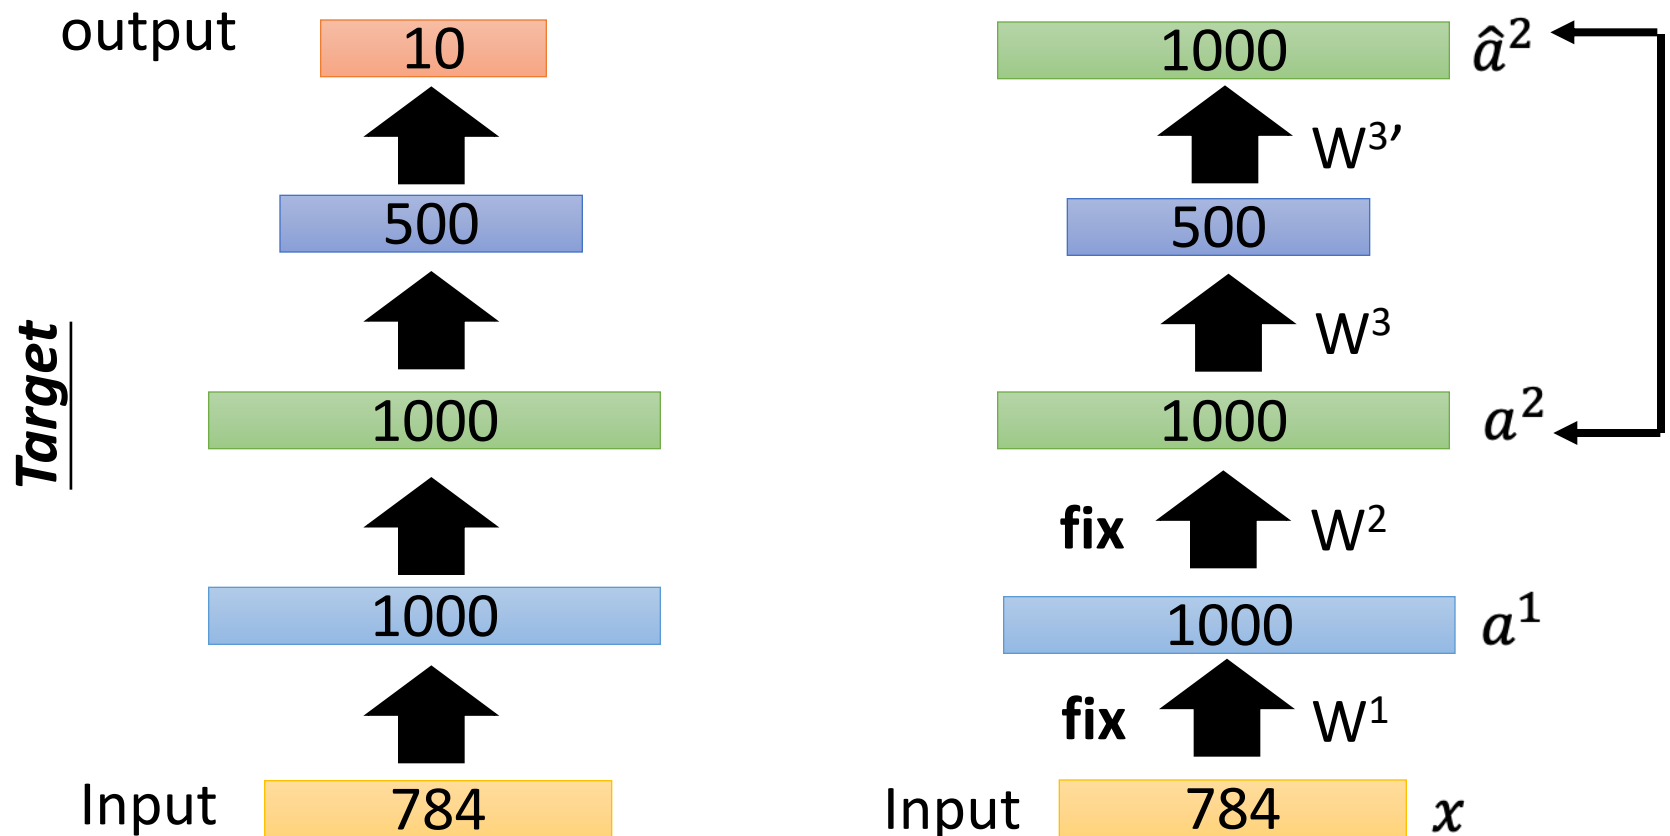 output
10
500
Target
1000
1000
Input
784
1000
â²
W³’
500
W³
1000
a²
fix
W²
1000
a¹
fix
W¹
Input
784
x